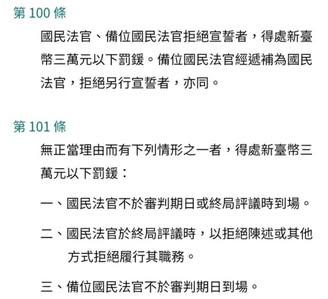 第 100 條
國民法官、備位國民法官拒絕宣誓者，得處新臺
幣三萬元以下罰鍰。備位國民法官經遞補為國民
法官，拒絕另行宣誓者，亦同。
第 101 條
無正當理由而有下列情形之一者，得處新臺幣三
萬元以下罰鍰：
一、國民法官不於審判期日或終局評議時到場。
二、國民法官於終局評議時，以拒絕陳述或其他
方式拒絕履行其職務。
三、備位國民法官不於審判期日到場。